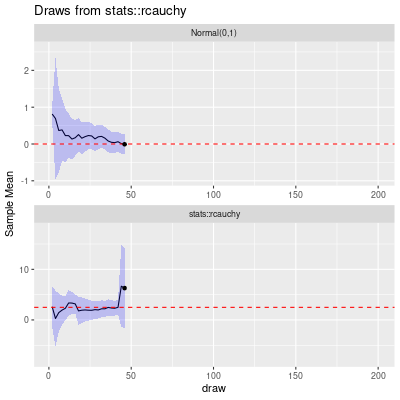 Draws from stats::rcauchy
Normal(0,1)
2
1
0
-1
0 50 100 150 200
stats::rcauchy
10
0
0 50 100 150 200
draw
Sample Mean